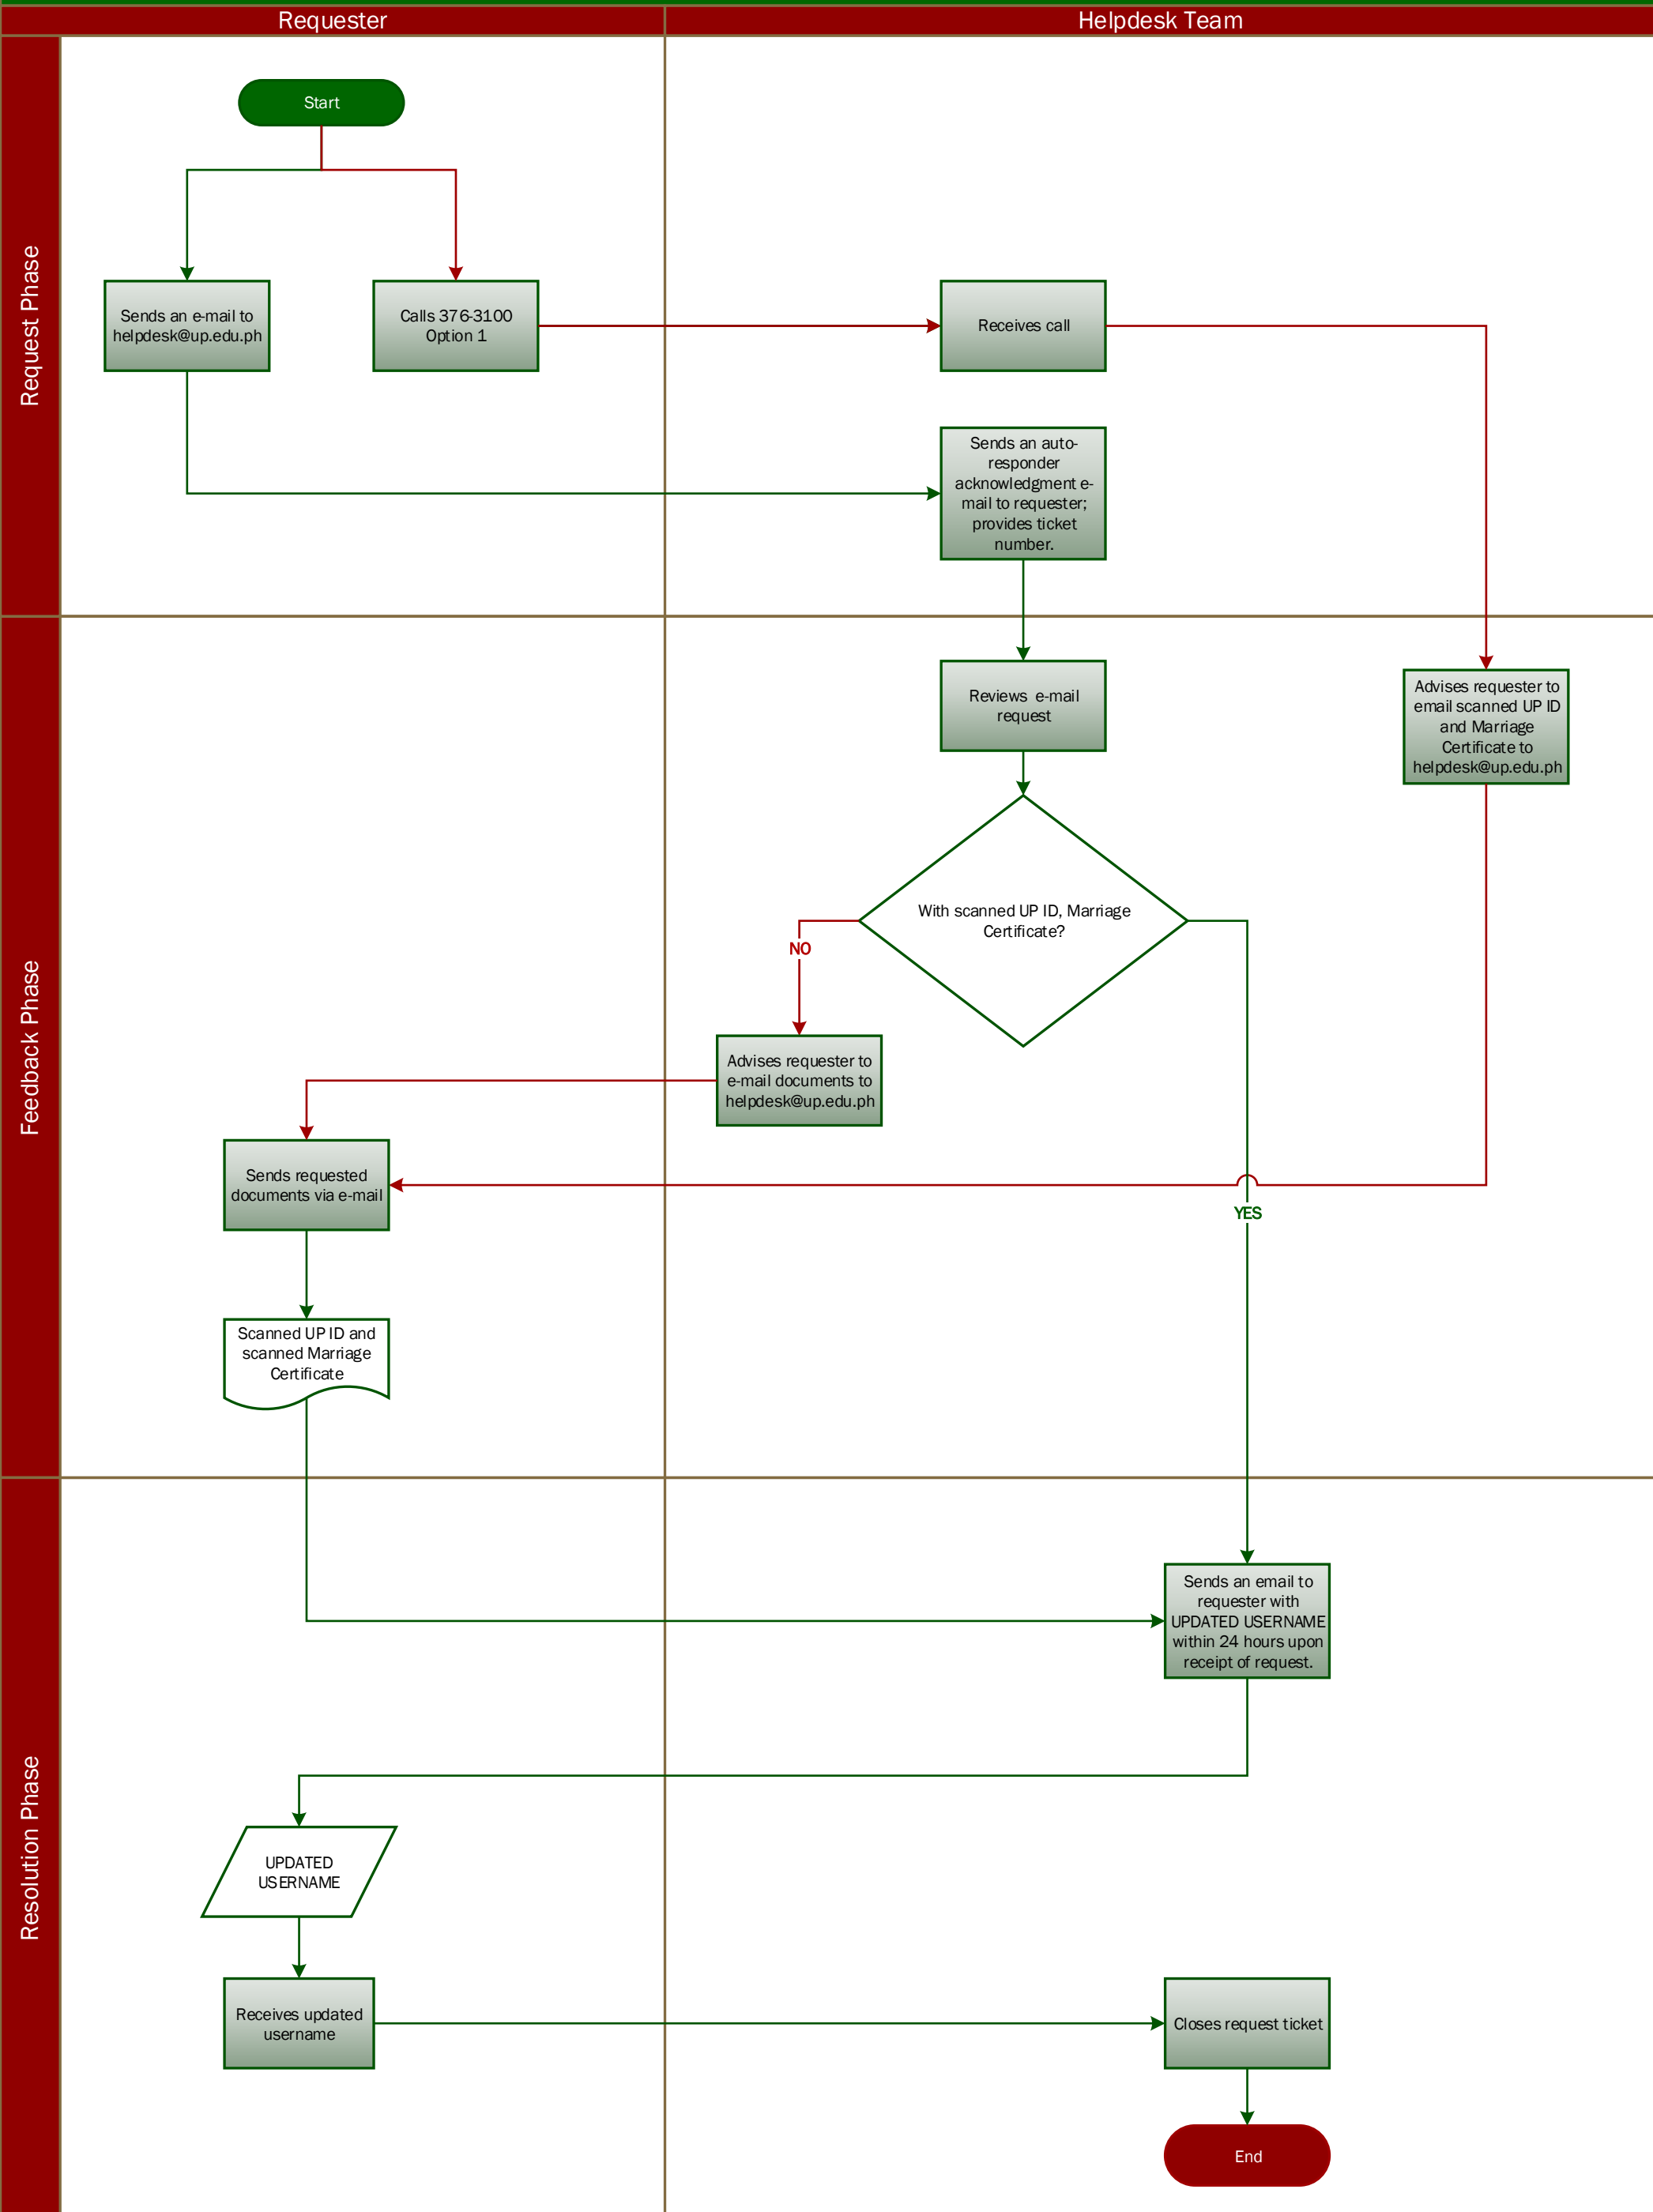 Requester
Helpdesk Team
Request Phase
Start
Sends an e-mail to
helpdesk@up.edu.ph
Calls 376-3100
Option 1
Receives call
Sends an auto-
responder
acknowledgment e-
mail to requester;
provides ticket
number.
Feedback Phase
Reviews e-mail
request
Advises requester to
email scanned UP ID
and Marriage
Certificate to
helpdesk@up.edu.ph
With scanned UP ID, Marriage
Certificate?
NO
Advises requester to
e-mail documents to
helpdesk@up.edu.ph
Sends requested
documents via e-mail
YES
Scanned UP ID and
scanned Marriage
Certificate
Resolution Phase
Sends an email to
requester with
UPDATED USERNAME
within 24 hours upon
receipt of request.
UPDATED
USERNAME
Receives updated
username
Closes request ticket
End